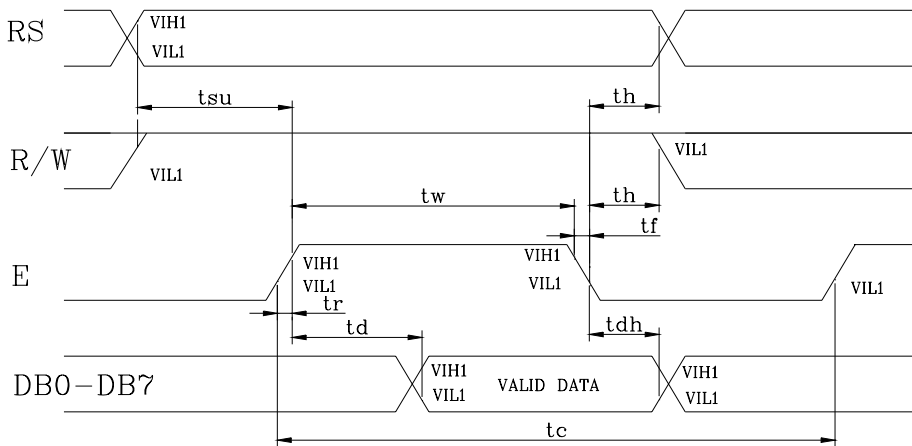 RS VIH1
VIL1
tsu th
R/W VIL1 VIL1
tw th
tf
E VIH1 VIH1
VIL1 VIL1 VIL1
tr
td tdh
DB0-DB7 VIH1 VALID DATA VIH1
VIL1 VIL1
tc